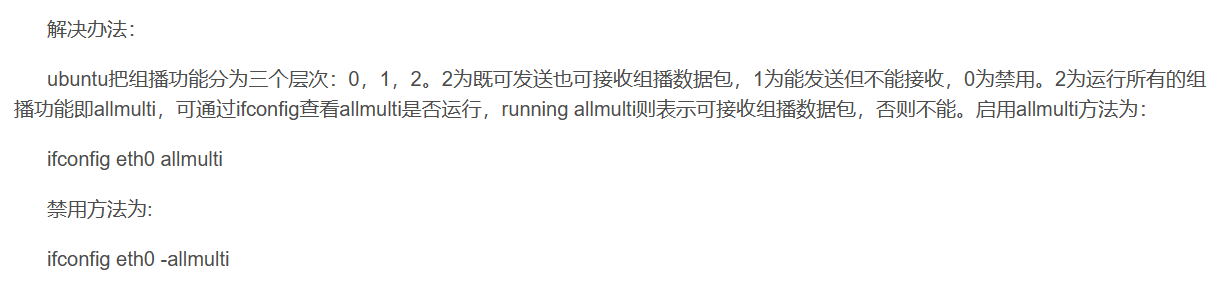 解决办法：
ubuntu把组播功能分为三个层次：0，1，2。2为既可发送也可接收组播数据包，1为能发送但不能接收，0为禁用。2为运行所有的组
播功能即allmulti，可通过ifconfig查看allmulti是否运行，running allmulti则表示可接收组播数据包，否则不能。启用allmulti方法为：
ifconfig eth0 allmulti
禁用方法为:
ifconfig eth0 -allmulti